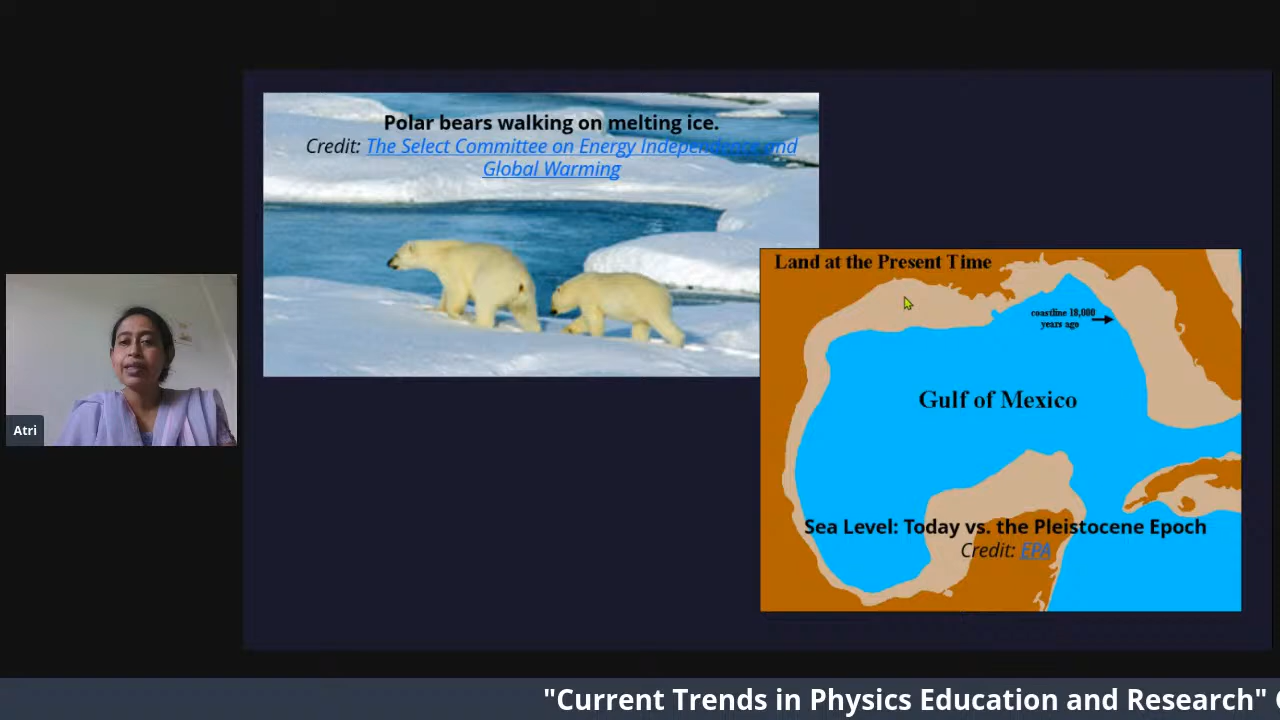 Polar bears walking on melting ice.
Credit: The Select Committee on Energy Independence and
Global Warming
Land at the Present Time
coastline 18,000
years ago
Gulf of Mexico
Sea Level: Today vs. the Pleistocene Epoch
Credit: EPA
Atri
"Current Trends in Physics Education and Research"